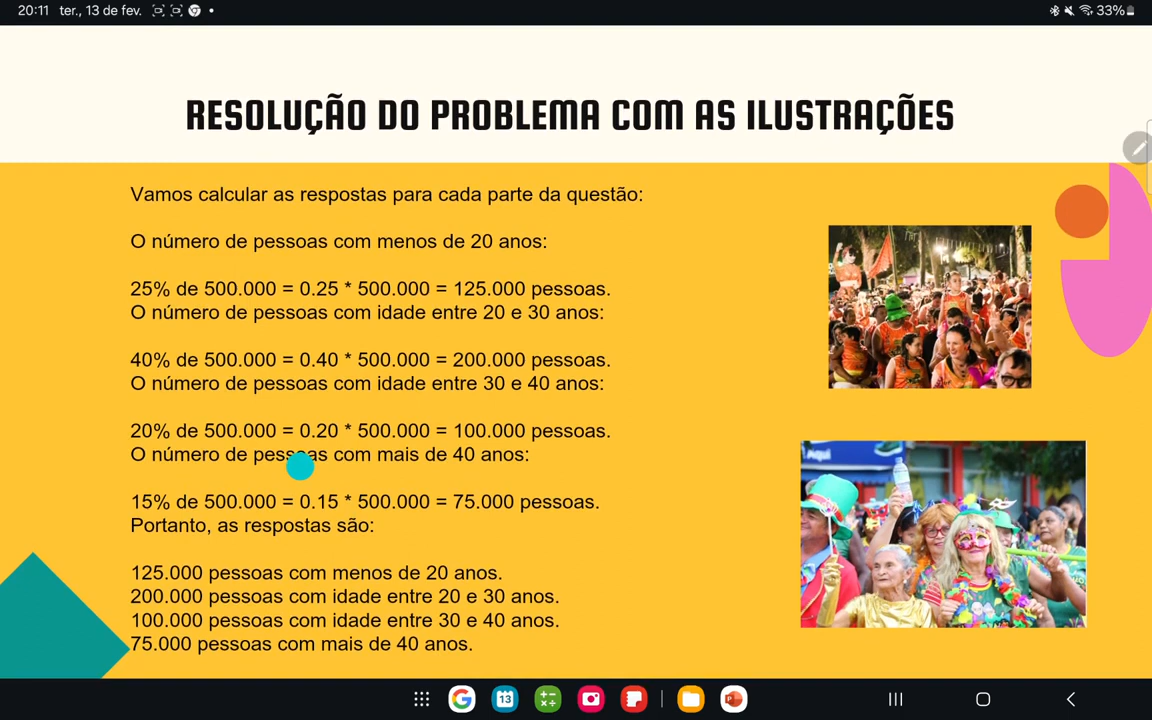 20:11 ter., 13 de fev.
33%
RESOLUÇÃO DO PROBLEMA COM AS ILUSTRAÇÕES
Vamos calcular as respostas para cada parte da questão:
O número de pessoas com menos de 20 anos:
25% de 500.000 = 0.25 * 500.000 = 125.000 pessoas.
O número de pessoas com idade entre 20 e 30 anos:
40% de 500.000 = 0.40 * 500.000 = 200.000 pessoas.
O número de pessoas com idade entre 30 e 40 anos:
20% de 500.000 = 0.20 * 500.000 = 100.000 pessoas.
O número de pessoas com mais de 40 anos:
15% de 500.000 = 0.15 * 500.000 = 75.000 pessoas.
Portanto, as respostas são:
125.000 pessoas com menos de 20 anos.
200.000 pessoas com idade entre 20 e 30 anos.
100.000 pessoas com idade entre 30 e 40 anos.
75.000 pessoas com mais de 40 anos.
Aqui
13